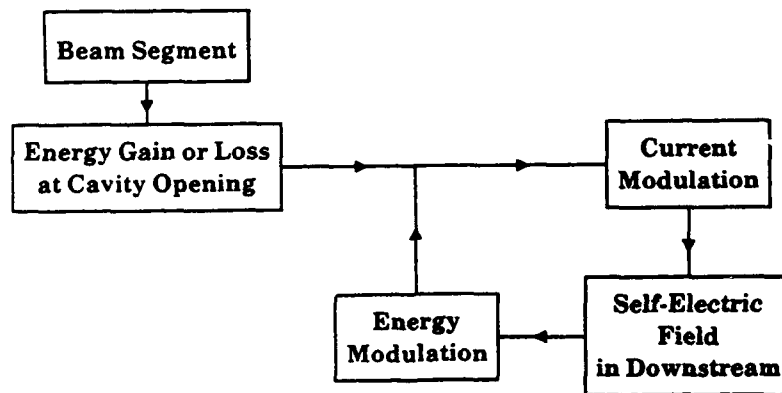 Beam Segment
Energy Gain or Loss
at Cavity Opening
Current
Modulation
Self-Electric
Field
in Downstream
Energy
Modulation